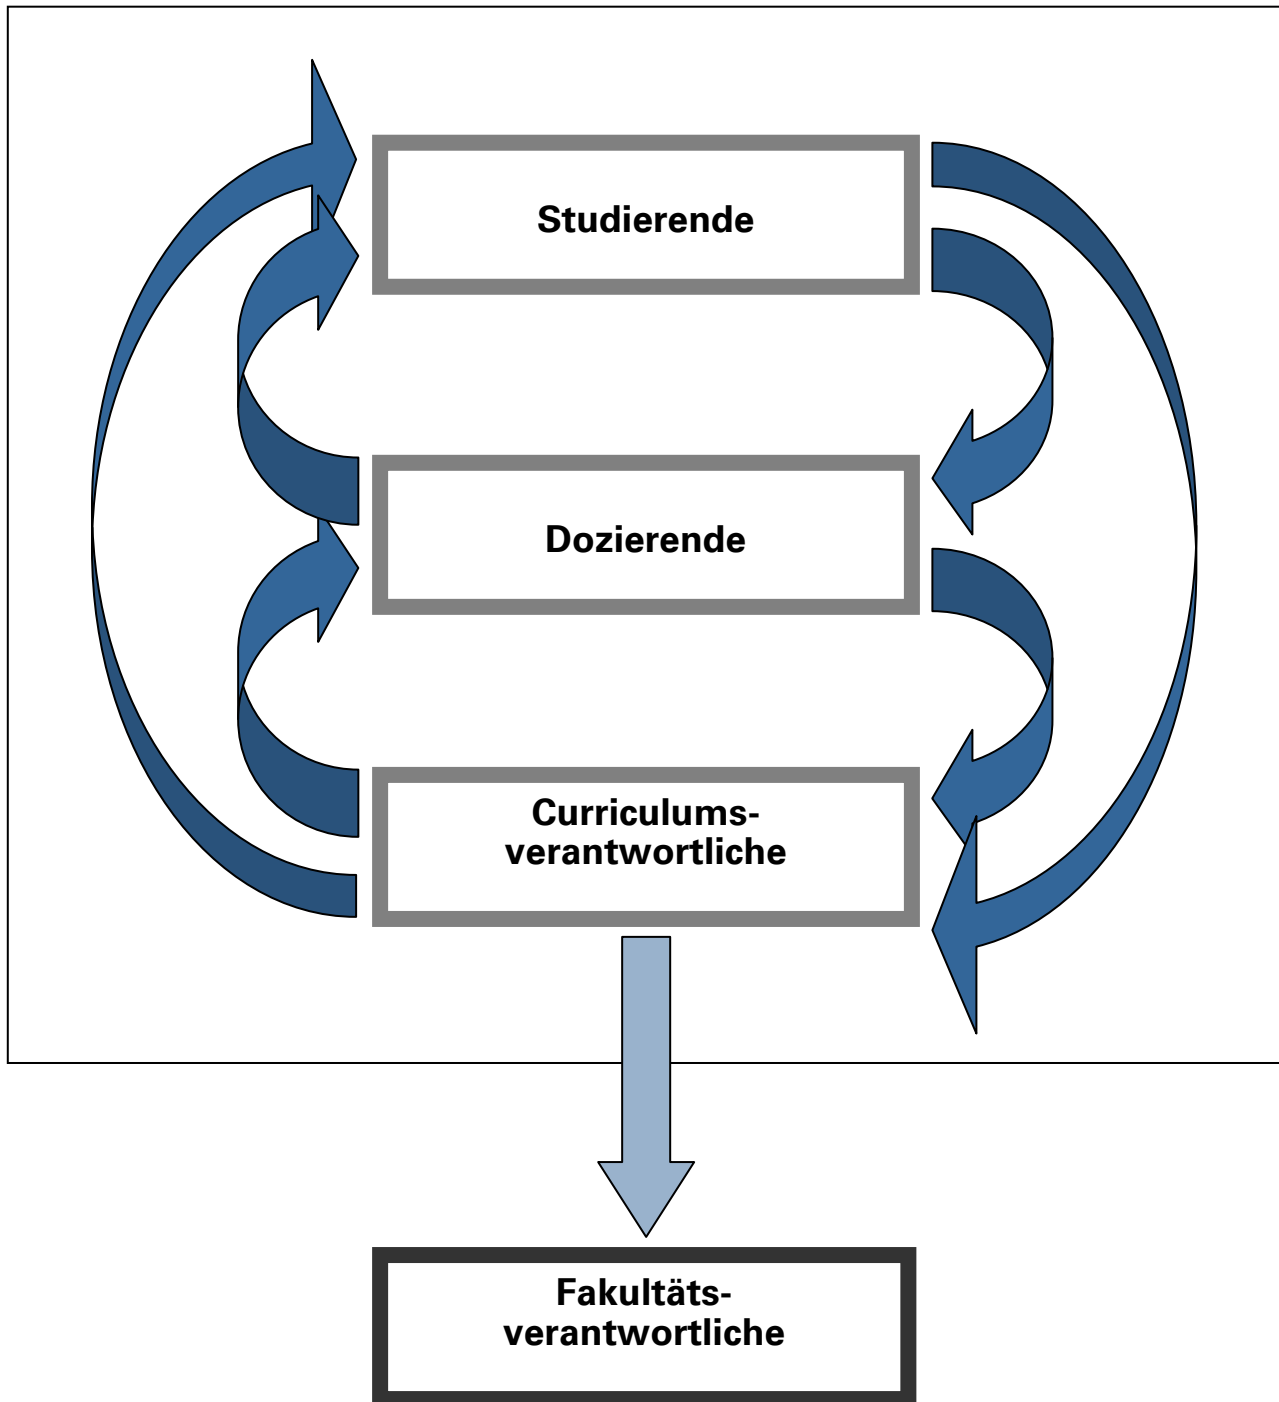 Studierende
Dozierende
Curriculums-
verantwortliche
Fakultäts-
verantwortliche